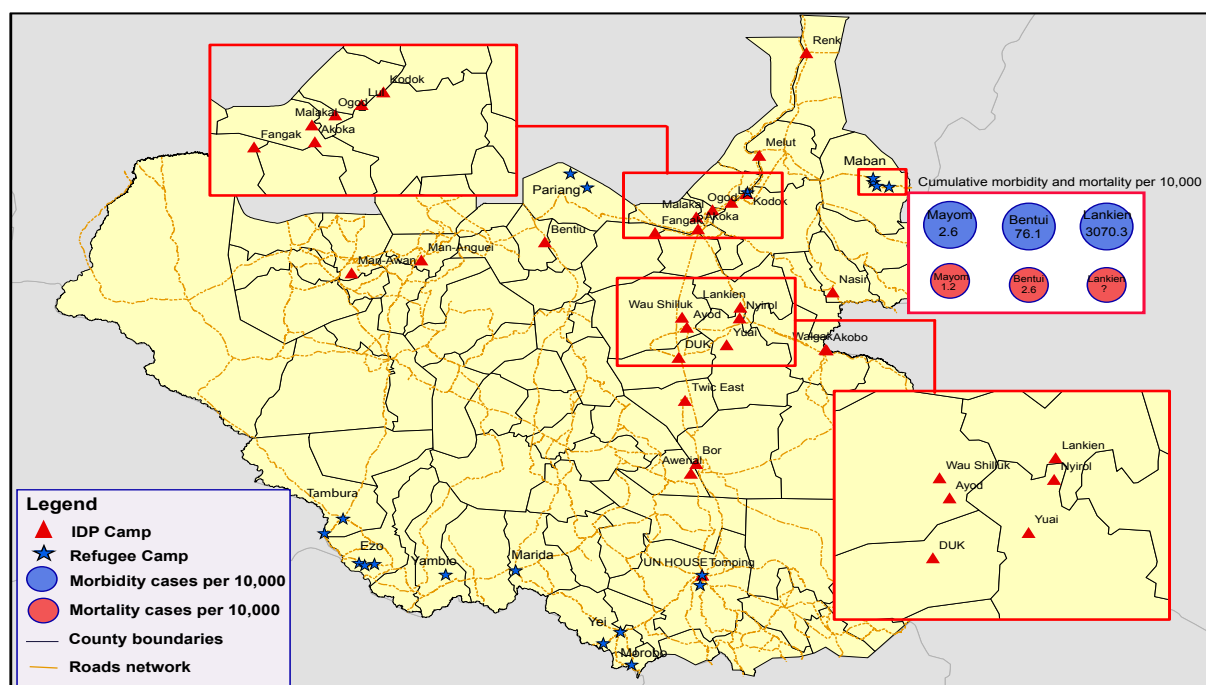 Kodok
Lul
Ogod
Malakal
Akoka
Fangak
Renk
Melut
Maban
Cumulative morbidity and mortality per 10,000
Mayom
2.6
Bentui
76.1
Lankien
3070.3
Mayom
1.2
Bentui
2.6
Lankien
?
Pariang
Lul
Kodok
Ogod
Malakal
Akoka
Fangak
Bentiu
Man-Anguei
Man-Awan
Nasir
Lankien
Nyirol
Wau Shilluk
Ayod
Yuai
DUK
Walgak
Akobo
Twic East
Bor
Awerial
Lankien
Nyirol
Wau Shilluk
Ayod
Yuai
DUK
Tambura
Ezo
Yambio
Marida
UN HOUSE
Tomping
Yei
Morobo
Legend
IDP Camp
Refugee Camp
Morbidity cases per 10,000
Mortality cases per 10,000
County boundaries
Roads network